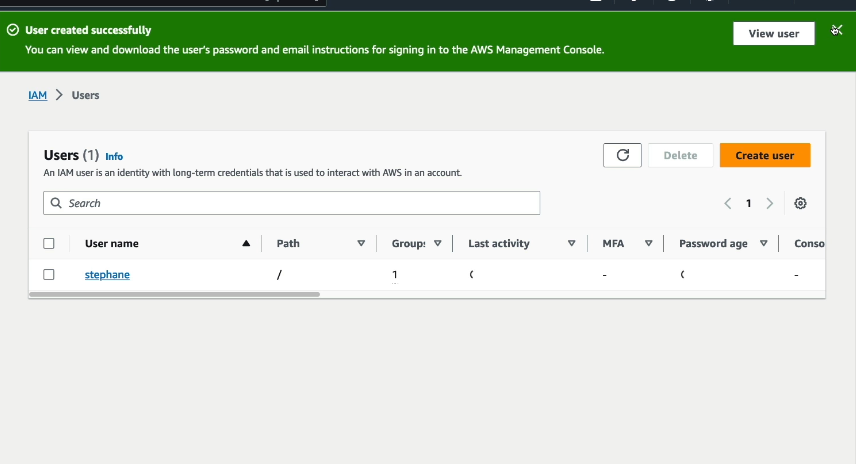 User created successfully
View user
You can view and download the user's password and email instructions for signing in to the AWS Management Console.
IAM > Users
Users (1) Info
Delete
Create user
An IAM user is an identity with long-term credentials that is used to interact with AWS in an account.
Search
1
User name Path Last activity MFA Password age
stephane / 1 - -